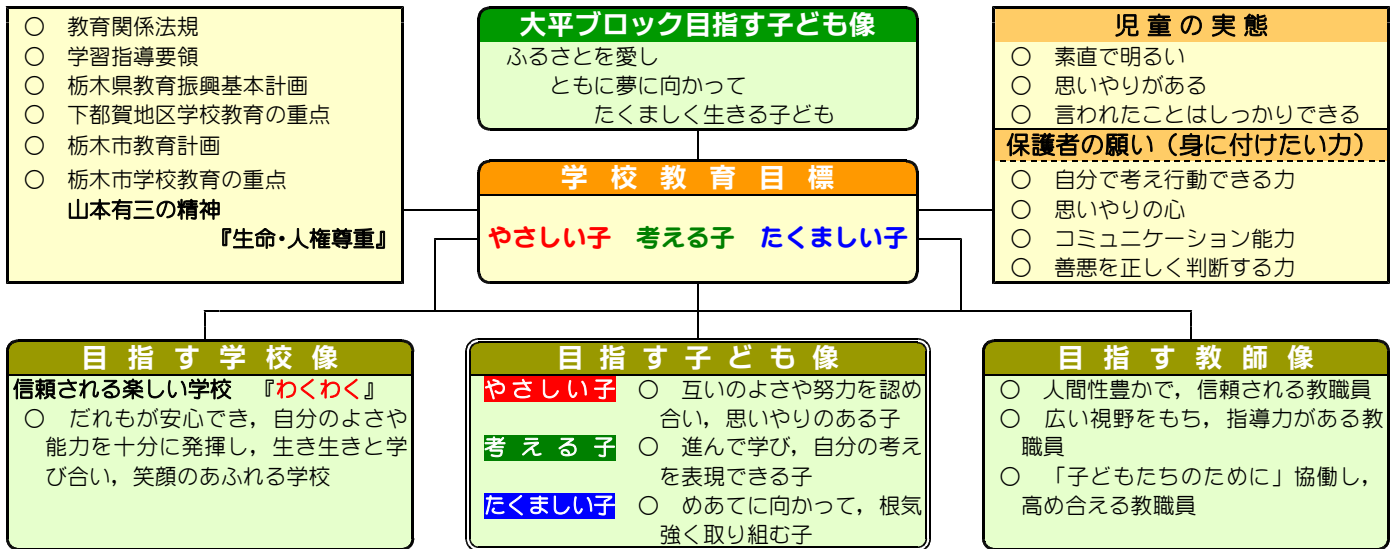 ○ 教育関係法規
○ 学習指導要領
○ 栃木県教育振興基本計画
○ 下都賀地区学校教育の重点
○ 栃木市教育計画
○ 栃木市学校教育の重点
山本有三の精神
『生命・人権尊重』
大平ブロック目指す子ども像
ふるさとを愛し
ともに夢に向かって
たくましく生きる子ども
児童の実態
○ 素直で明るい
○ 思いやりがある
○ 言われたことはしっかりできる
保護者の願い（身に付けたい力）
○ 自分で考え行動できる力
○ 思いやりの心
○ コミュニケーション能力
○ 善悪を正しく判断する力
学校教育目標
やさしい子 考える子 たくましい子
目指す学校像
信頼される楽しい学校 『わくわく』
○ だれもが安心でき，自分のよさや
能力を十分に発揮し，生き生きと学
び合い，笑顔のあふれる学校
目指す子ども像
やさしい子 ○ 互いのよさや努力を認め
合い，思いやりのある子
考える子 ○ 進んで学び，自分の考え
を表現できる子
たくましい子 ○ めあてに向かって，根気
強く取り組む子
目指す教師像
○ 人間性豊かで，信頼される教職員
○ 広い視野をもち，指導力がある教
職員
○ 「子どもたちのために」協働し，
高め合える教職員